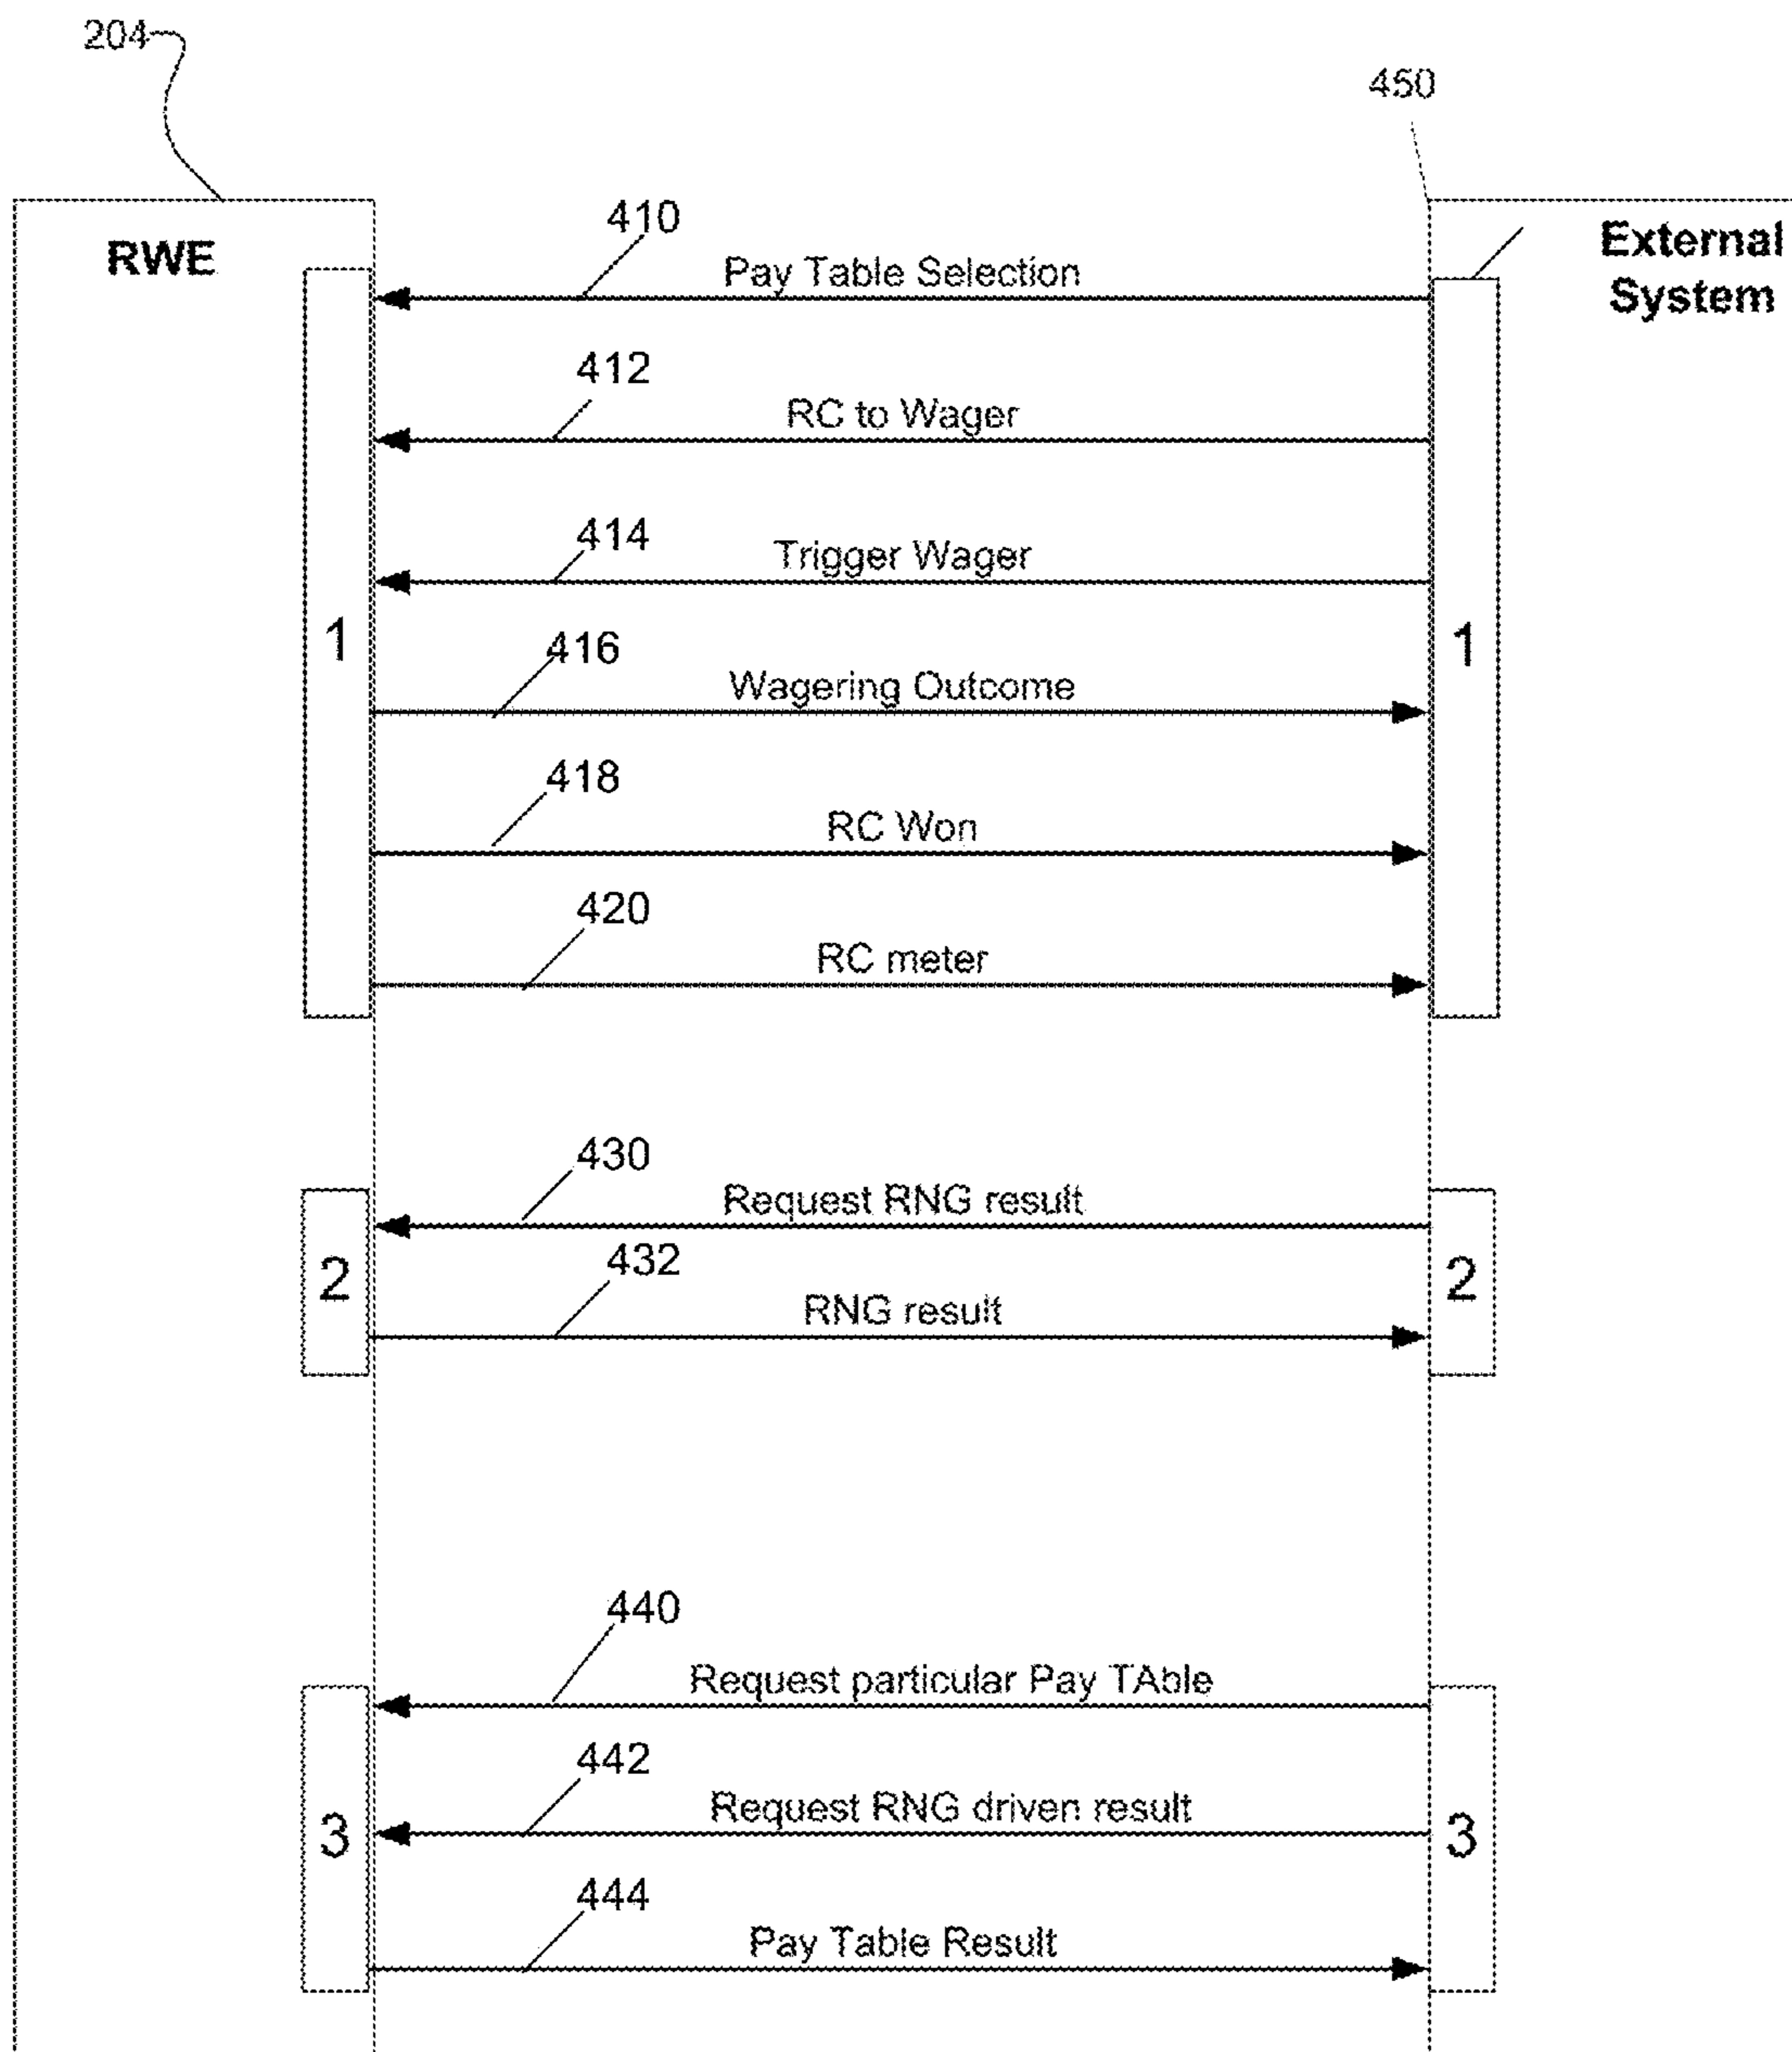 204
450
RWE
External
System
410
Pay Table Selection
412
RC to Wager
414
Trigger Wager
1
1
416
Wagering Outcome
418
RC Won
420
RC meter
430
Request RNG result
2
2
432
RNG result
440
Request particular Pay TAble
442
Request RNG driven result
3
3
444
Pay Table Result